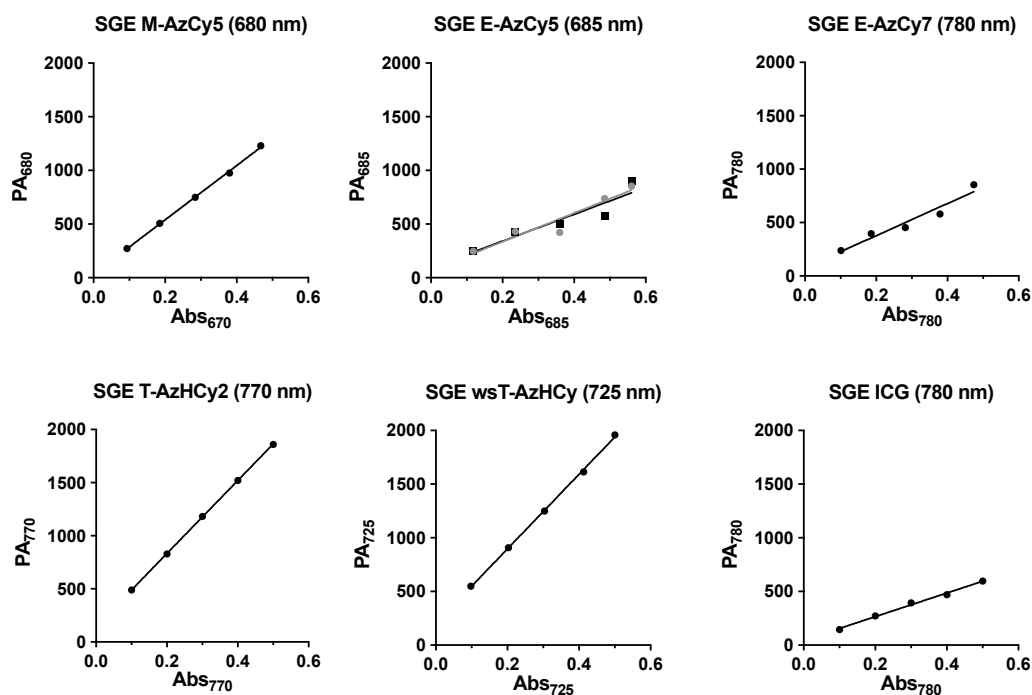 SGE M-AzCy5 (680 nm)
PA680
2000
1500
1000
500
0
0.0 0.2 0.4 0.6
Abs670
SGE E-AzCy5 (685 nm)
PA685
2000
1500
1000
500
0
0.0 0.2 0.4 0.6
Abs685
SGE E-AzCy7 (780 nm)
PA780
2000
1500
1000
500
0
0.0 0.2 0.4 0.6
Abs780
SGE T-AzHCy2 (770 nm)
PA770
2000
1500
1000
500
0
0.0 0.2 0.4 0.6
Abs770
SGE wsT-AzHCy (725 nm)
PA725
2000
1500
1000
500
0
0.0 0.2 0.4 0.6
Abs725
SGE ICG (780 nm)
PA780
2000
1500
1000
500
0
0.0 0.2 0.4 0.6
Abs780